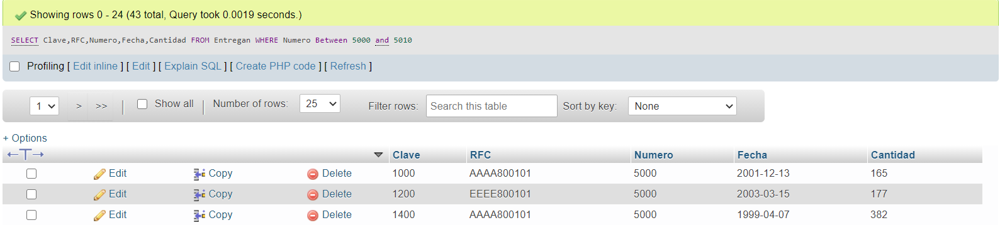 Showing rows 0 - 24 (43 total, Query took 0.0019 seconds.)
SELECT Clave,RFC,Numero,Fecha,Cantidad FROM Entregan WHERE Numero Between 5000 and 5010
Profiling [ Edit inline ] [ Edit ] [ Explain SQL ] [ Create PHP code ] [ Refresh ]
1 > >> Show all Number of rows: 25 Filter rows: Search this table Sort by key: None
+ Options
←T→ Clave RFC Numero Fecha Cantidad
Edit Copy Delete 1000 AAAA800101 5000 2001-12-13 165
Edit Copy Delete 1200 EEEE800101 5000 2003-03-15 177
Edit Copy Delete 1400 AAAA800101 5000 1999-04-07 382